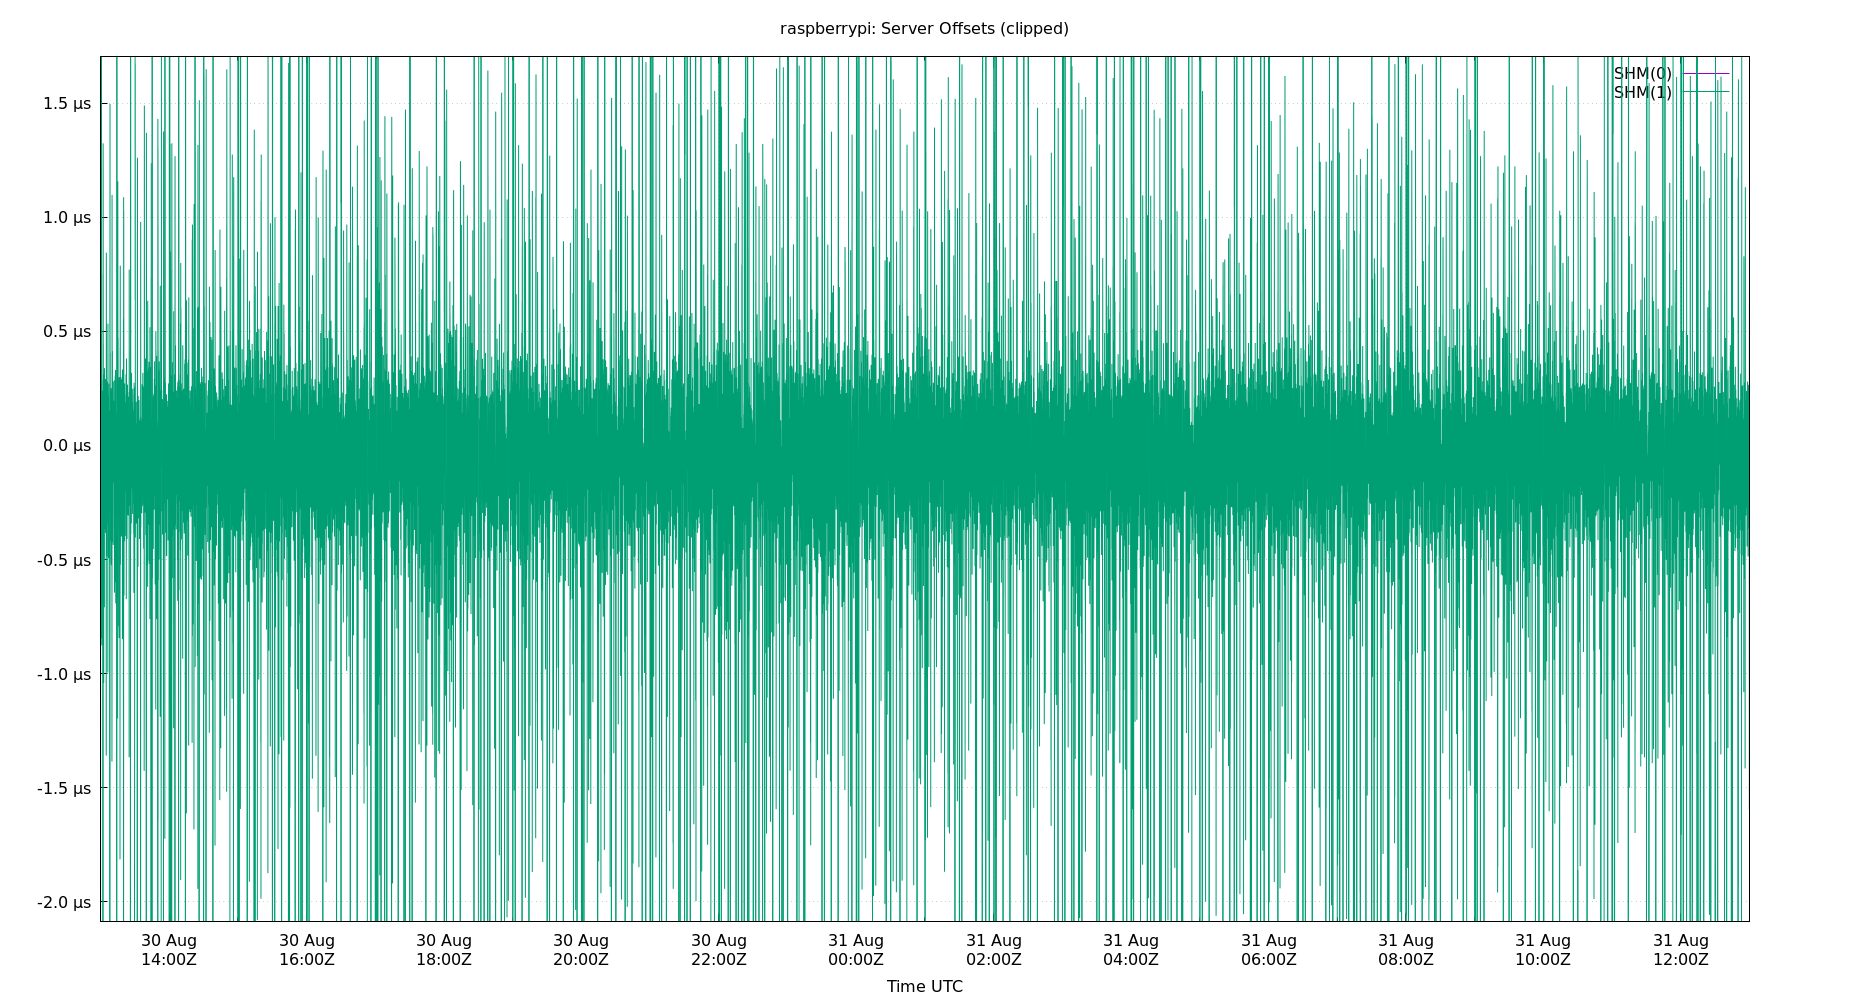 raspberrypi: Server Offsets (clipped)
SHM(0)
SHM(1)
1.5 µs
1.0 µs
0.5 µs
0.0 µs
-0.5 µs
-1.0 µs
-1.5 µs
-2.0 µs
30 Aug 30 Aug 30 Aug 30 Aug 30 Aug 31 Aug 31 Aug 31 Aug 31 Aug 31 Aug 31 Aug 31 Aug
14:00Z 16:00Z 18:00Z 20:00Z 22:00Z 00:00Z 02:00Z 04:00Z 06:00Z 08:00Z 10:00Z 12:00Z
Time UTC